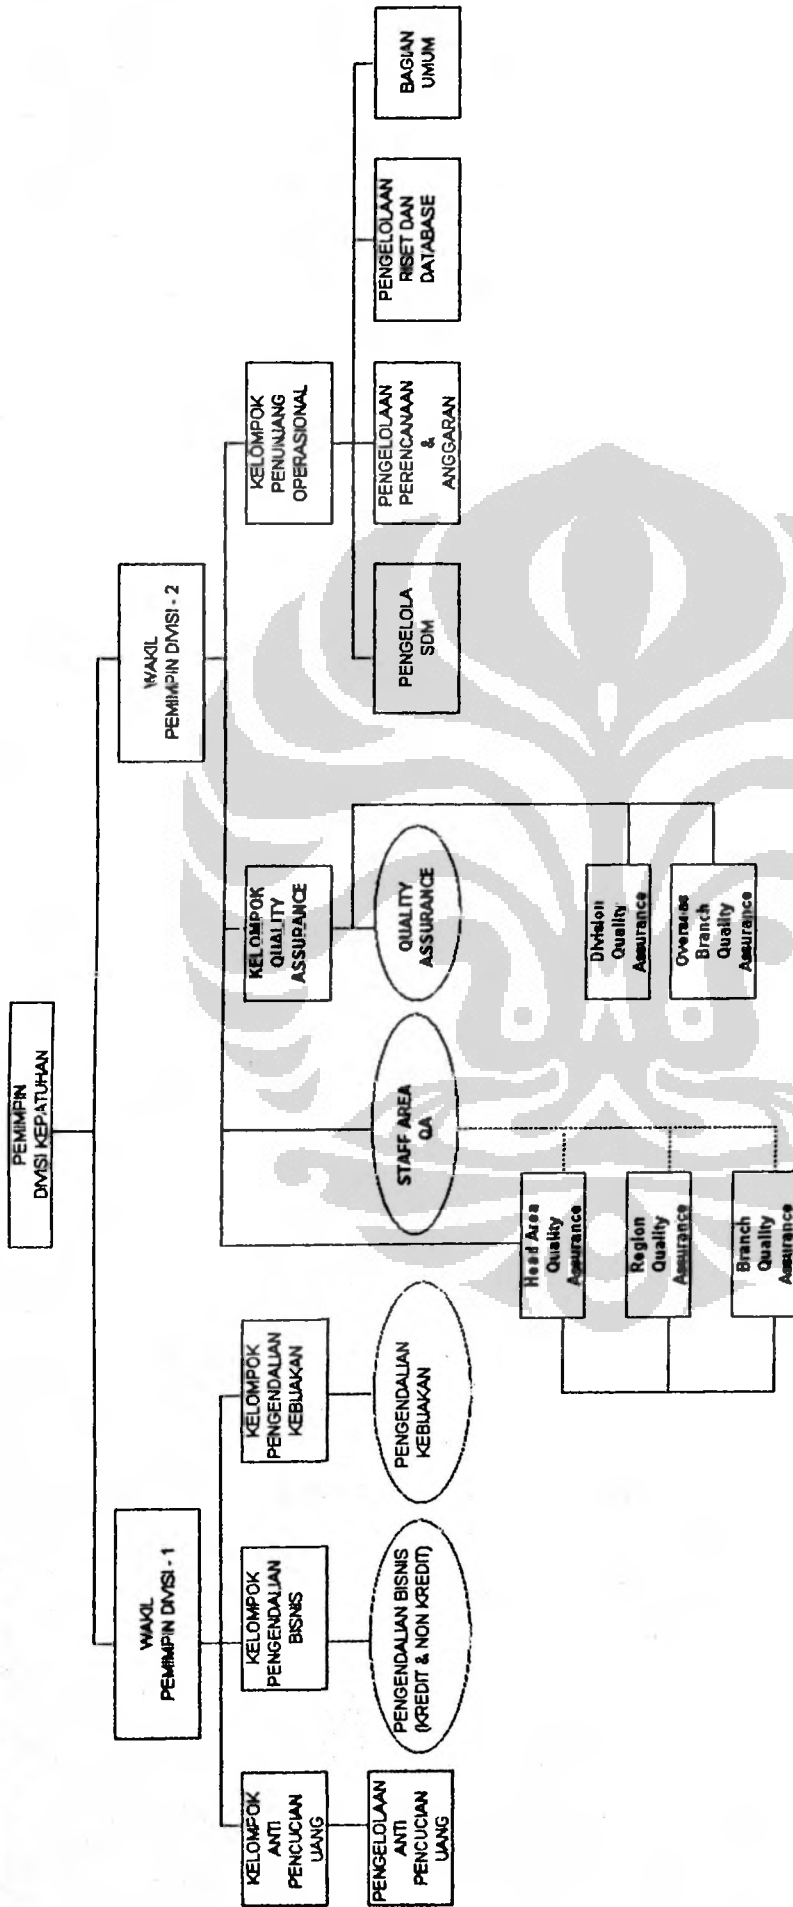 PEMIMPIN
DIVISI KEPATUHAN
WAKIL
PEMIMPIN DIVISI - 1
WAKIL
PEMIMPIN DIVISI - 2
KELOMPOK
ANTI
PENCUCIAN
UANG
KELOMPOK
PENGENDALIAN
BISNIS
KELOMPOK
PENGENDALIAN
KEBIJAKAN
KELOMPOK
QUALITY
ASSURANCE
KELOMPOK
PENUNJANG
OPERASIONAL
PENGELOLAAN
ANTI
PENCUCIAN
UANG
PENGENDALIAN BISNIS
(KREDIT & NON KREDIT)
PENGENDALIAN
KEBIJAKAN
STAFF AREA
QA
QUALITY
ASSURANCE
PENGELOLA
SDM
PENGELOLAAN
PERENCANAAN
&
ANGGARAN
PENGELOLAAN
RISET DAN
DATABASE
BAGIAN
UMUM
Head Area
Quality
Assurance
Region
Quality
Assurance
Branch
Quality
Assurance
Division
Quality
Assurance
Overseas
Branch
Quality
Assurance